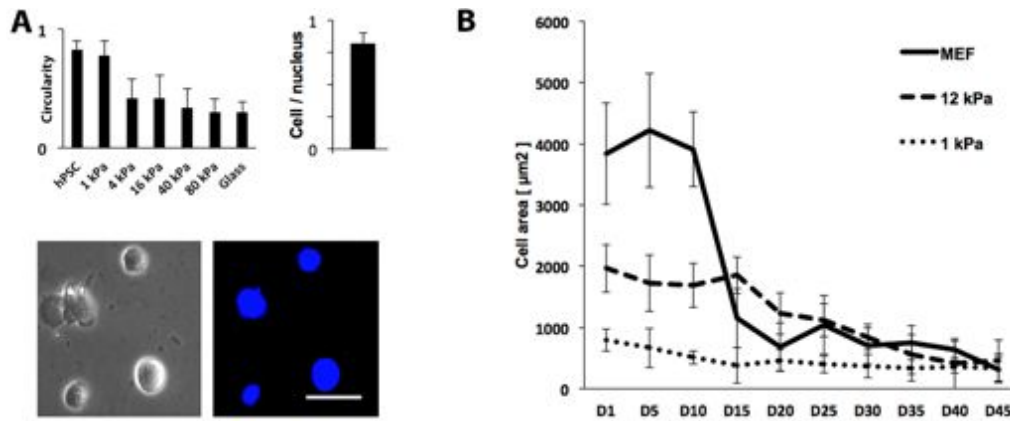 A
1
Circularity
0
hPSC
1 kPa
4 kPa
16 kPa
40 kPa
80 kPa
Glass
1
Cell / nucleus
0
B
6000
5000
4000
3000
2000
1000
0
Cell area [ µm2]
MEF
12 kPa
1 kPa
D1 D5 D10 D15 D20 D25 D30 D35 D40 D45